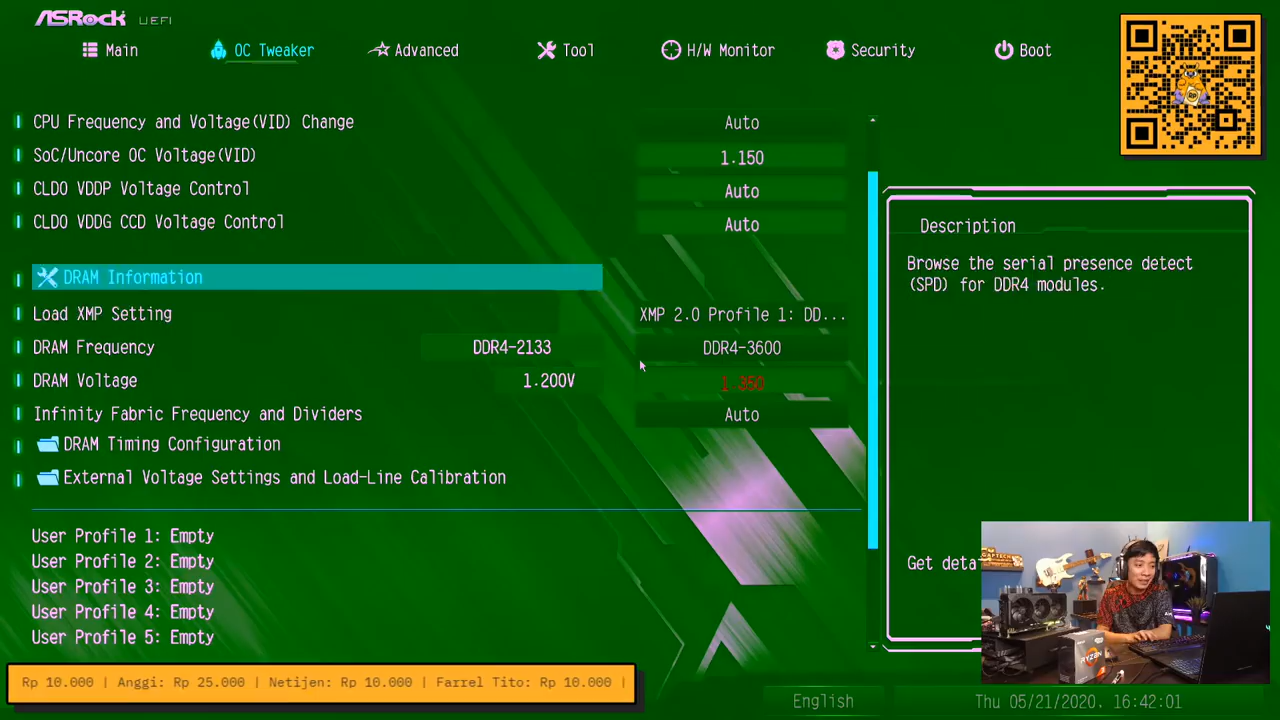 ASRock UEFI
Main OC Tweaker Advanced Tool H/W Monitor Security Boot
CPU Frequency and Voltage(VID) Change Auto
SoC/Uncore OC Voltage(VID) 1.150
CLDO VDDP Voltage Control Auto
CLDO VDDG CCD Voltage Control Auto
DRAM Information
Load XMP Setting XMP 2.0 Profile 1: DD...
DRAM Frequency DDR4-2133 DDR4-3600
DRAM Voltage 1.200V 1.350
Infinity Fabric Frequency and Dividers Auto
DRAM Timing Configuration
External Voltage Settings and Load-Line Calibration
User Profile 1: Empty
User Profile 2: Empty
User Profile 3: Empty
User Profile 4: Empty
User Profile 5: Empty
Description
Browse the serial presence detect
(SPD) for DDR4 modules.
Get deta
RYZEN
Rp 10.000 | Anggi: Rp 25.000 | Netijen: Rp 10.000 | Farrel Tito: Rp 10.000 |
English Thu 05/21/2020. 16:42:01